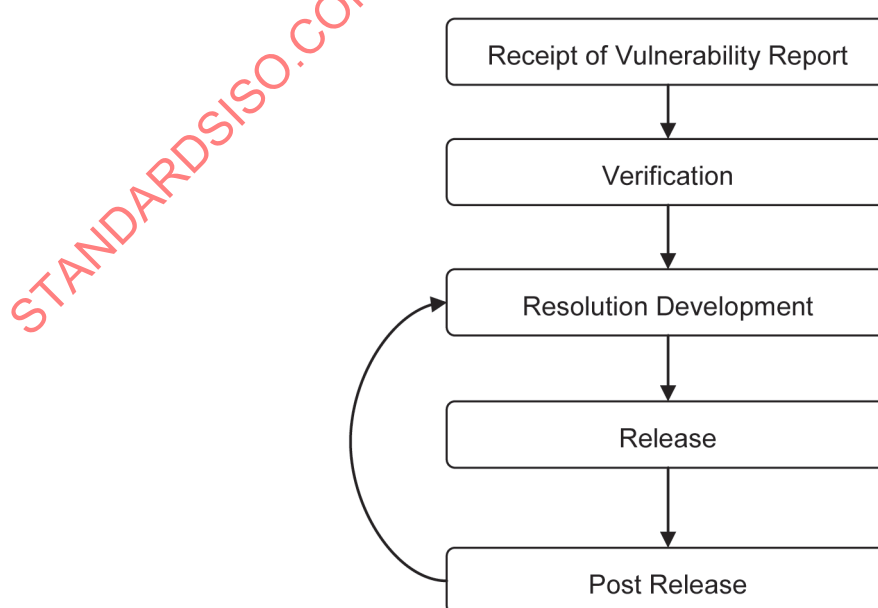 STANDARDSISO.CO
Receipt of Vulnerability Report
Verification
Resolution Development
Release
Post Release